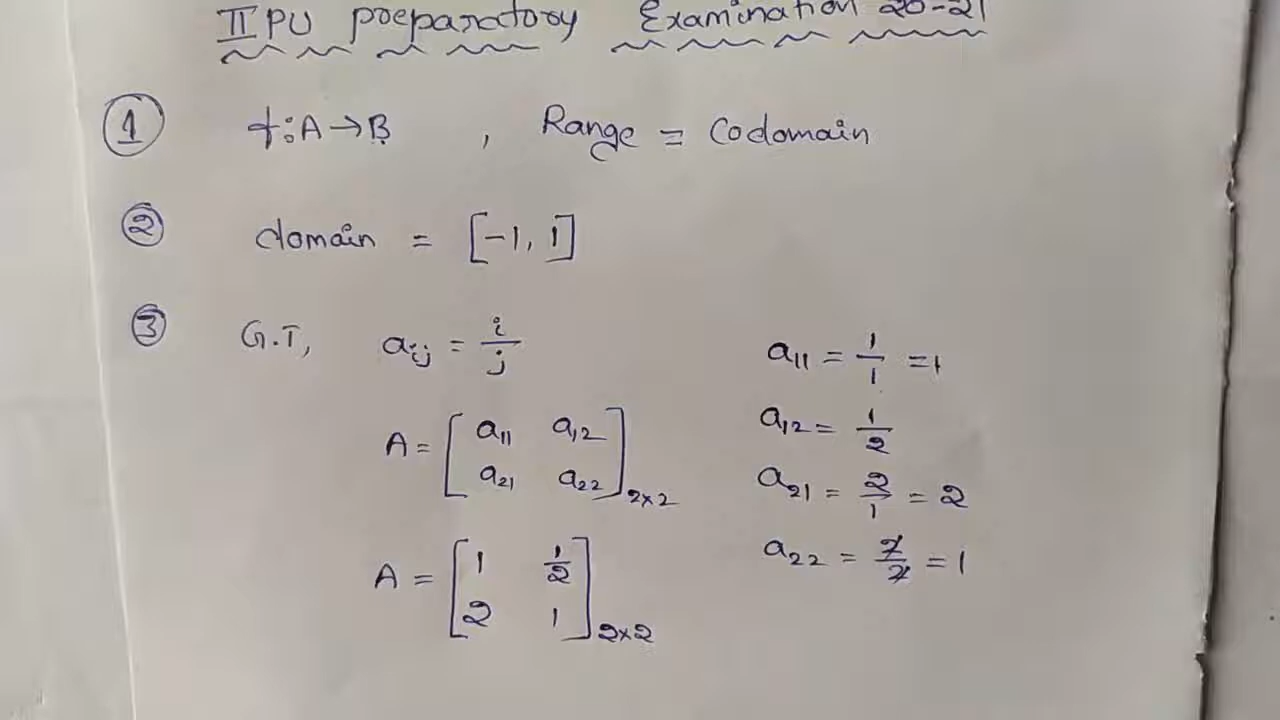 II PU preparatory Examination 20-21
① f:A→B , Range = Codomain
② domain = [-1, 1]
③ G.T, aij = i/j
a11 = 1/1 = 1
A = [a11 a12
a21 a22]2×2
a12 = 1/2
a21 = 2/1 = 2
a22 = 2/2 = 1
A = [1 1/2
2 1]2×2